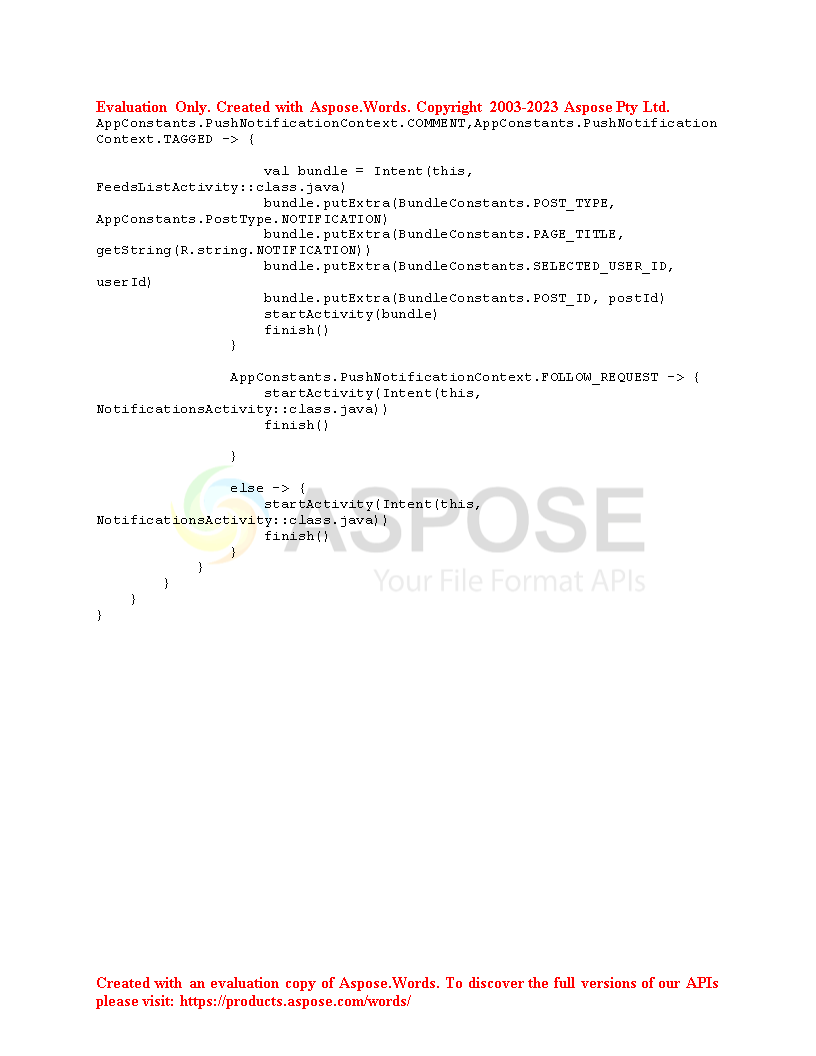 Evaluation Only. Created with Aspose.Words. Copyright 2003-2023 Aspose Pty Ltd.
AppConstants.PushNotificationContext.COMMENT,AppConstants.PushNotification
Context.TAGGED -> {
                    val bundle = Intent(this,
FeedsListActivity::class.java)
                    bundle.putExtra(BundleConstants.POST_TYPE,
AppConstants.PostType.NOTIFICATION)
                    bundle.putExtra(BundleConstants.PAGE_TITLE,
getString(R.string.NOTIFICATION))
                    bundle.putExtra(BundleConstants.SELECTED_USER_ID,
userId)
                    bundle.putExtra(BundleConstants.POST_ID, postId)
                    startActivity(bundle)
                    finish()
                }
                AppConstants.PushNotificationContext.FOLLOW_REQUEST -> {
                    startActivity(Intent(this,
NotificationsActivity::class.java))
                    finish()
                }
                else -> {
                    startActivity(Intent(this,
NotificationsActivity::class.java))
                    finish()
                }
            }
        }
    }
}
ASPOSE
Your File Format APIs
Created with an evaluation copy of Aspose.Words. To discover the full versions of our APIs
please visit: https://products.aspose.com/words/